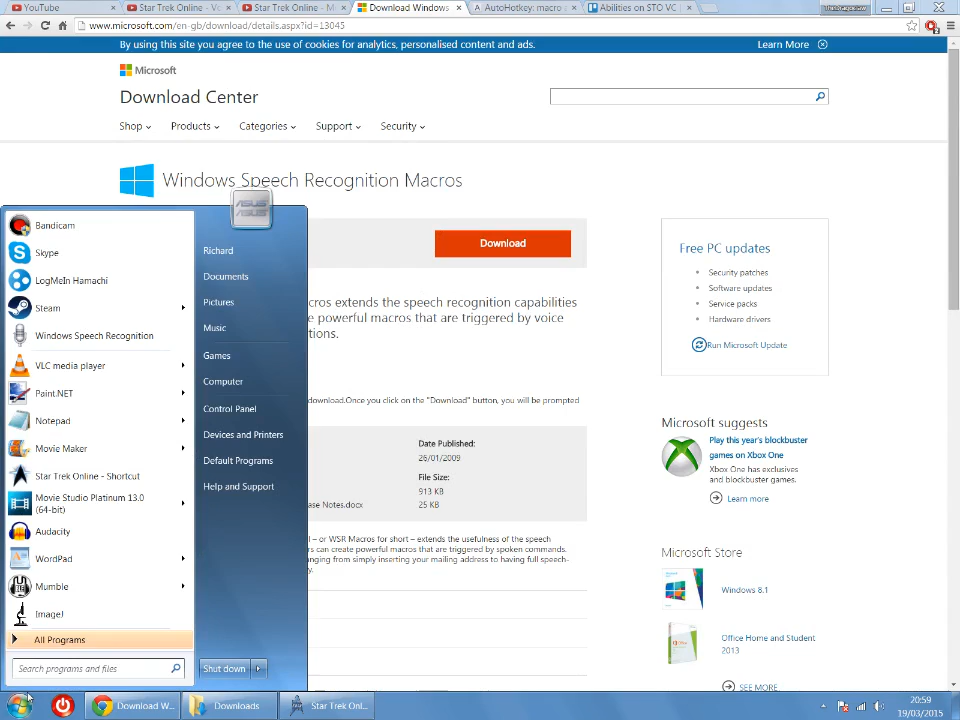 YouTube
Star Trek Online - Vo
Star Trek Online - M
Download Windows
AutoHotkey: macro
Abilities on STO VC
www.microsoft.com/en-gb/download/details.aspx?id=13045
By using this site you agree to the use of cookies for analytics, personalised content and ads.
Learn More
Microsoft
Download Center
Shop
Products
Categories
Support
Security
Windows Speech Recognition Macros
Download
cros extends the speech recognition capabilities
e powerful macros that are triggered by voice
tions.
download.Once you click on the "Download" button, you will be prompted
Date Published:
26/01/2009
File Size:
913 KB
ase Notes.docx
25 KB
l – or WSR Macros for short – extends the usefulness of the speech
rs can create powerful macros that are triggered by spoken commands.
nging from simply inserting your mailing address to having full speech-
y.
Free PC updates
Security patches
Software updates
Service packs
Hardware drivers
Run Microsoft Update
Microsoft suggests
Play this year's blockbuster
games on Xbox One
Xbox One has exclusives
and blockbuster games.
Learn more
Microsoft Store
Windows 8.1
Office Home and Student
2013
SEE MORE
Bandicam
Skype
LogMeIn Hamachi
Steam
Windows Speech Recognition
VLC media player
Paint.NET
Notepad
Movie Maker
Star Trek Online - Shortcut
Movie Studio Platinum 13.0
(64-bit)
Audacity
WordPad
Mumble
ImageJ
All Programs
Search programs and files
ASUS
ASUS
Richard
Documents
Pictures
Music
Games
Computer
Control Panel
Devices and Printers
Default Programs
Help and Support
Shut down
Download W...
Downloads
Star Trek Onl...
20:59
19/03/2015